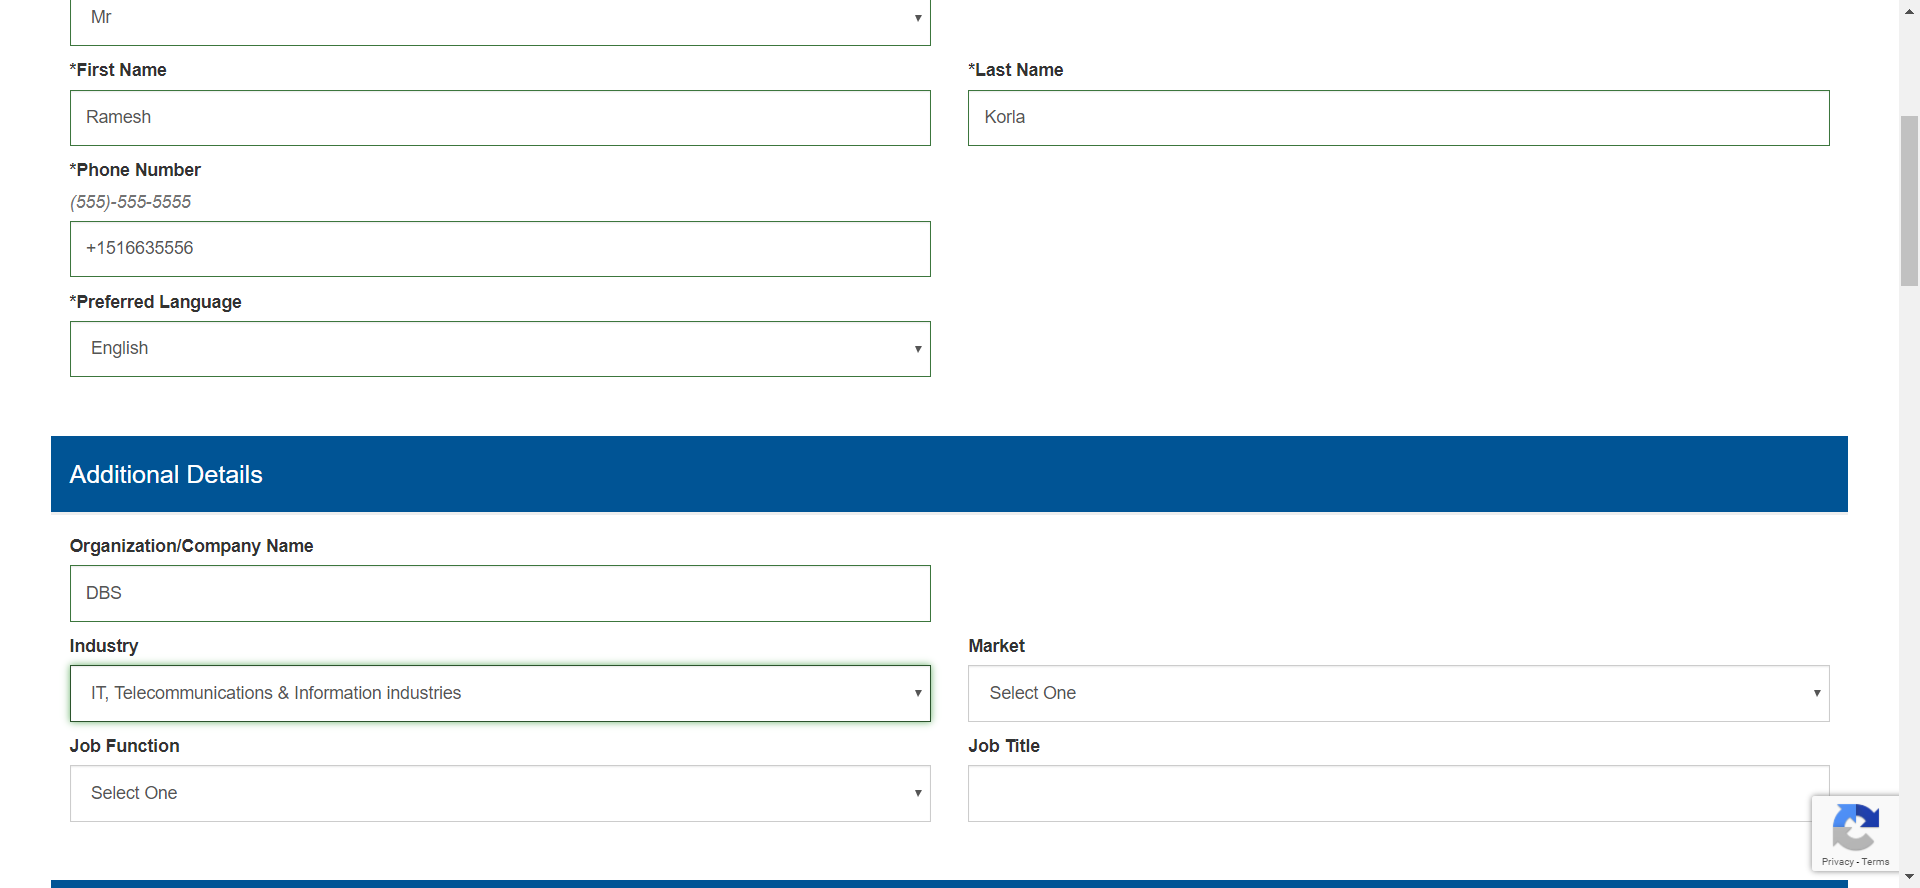 Mr
*First Name
*Last Name
Ramesh
Korla
*Phone Number
(555)-555-5555
+1516635556
*Preferred Language
English
Additional Details
Organization/Company Name
DBS
Industry
Market
IT, Telecommunications & Information industries
Select One
Job Function
Job Title
Select One
Privacy - Terms